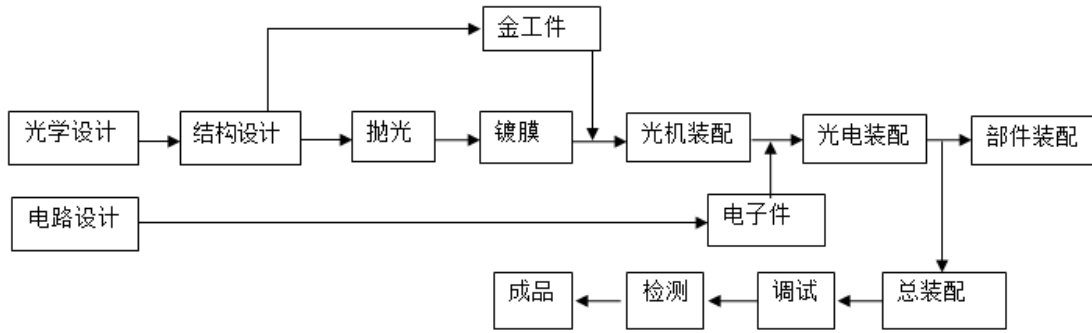 金工件
光学设计
结构设计
抛光
镀膜
光机装配
光电装配
部件装配
电路设计
电子件
成品
检测
调试
总装配